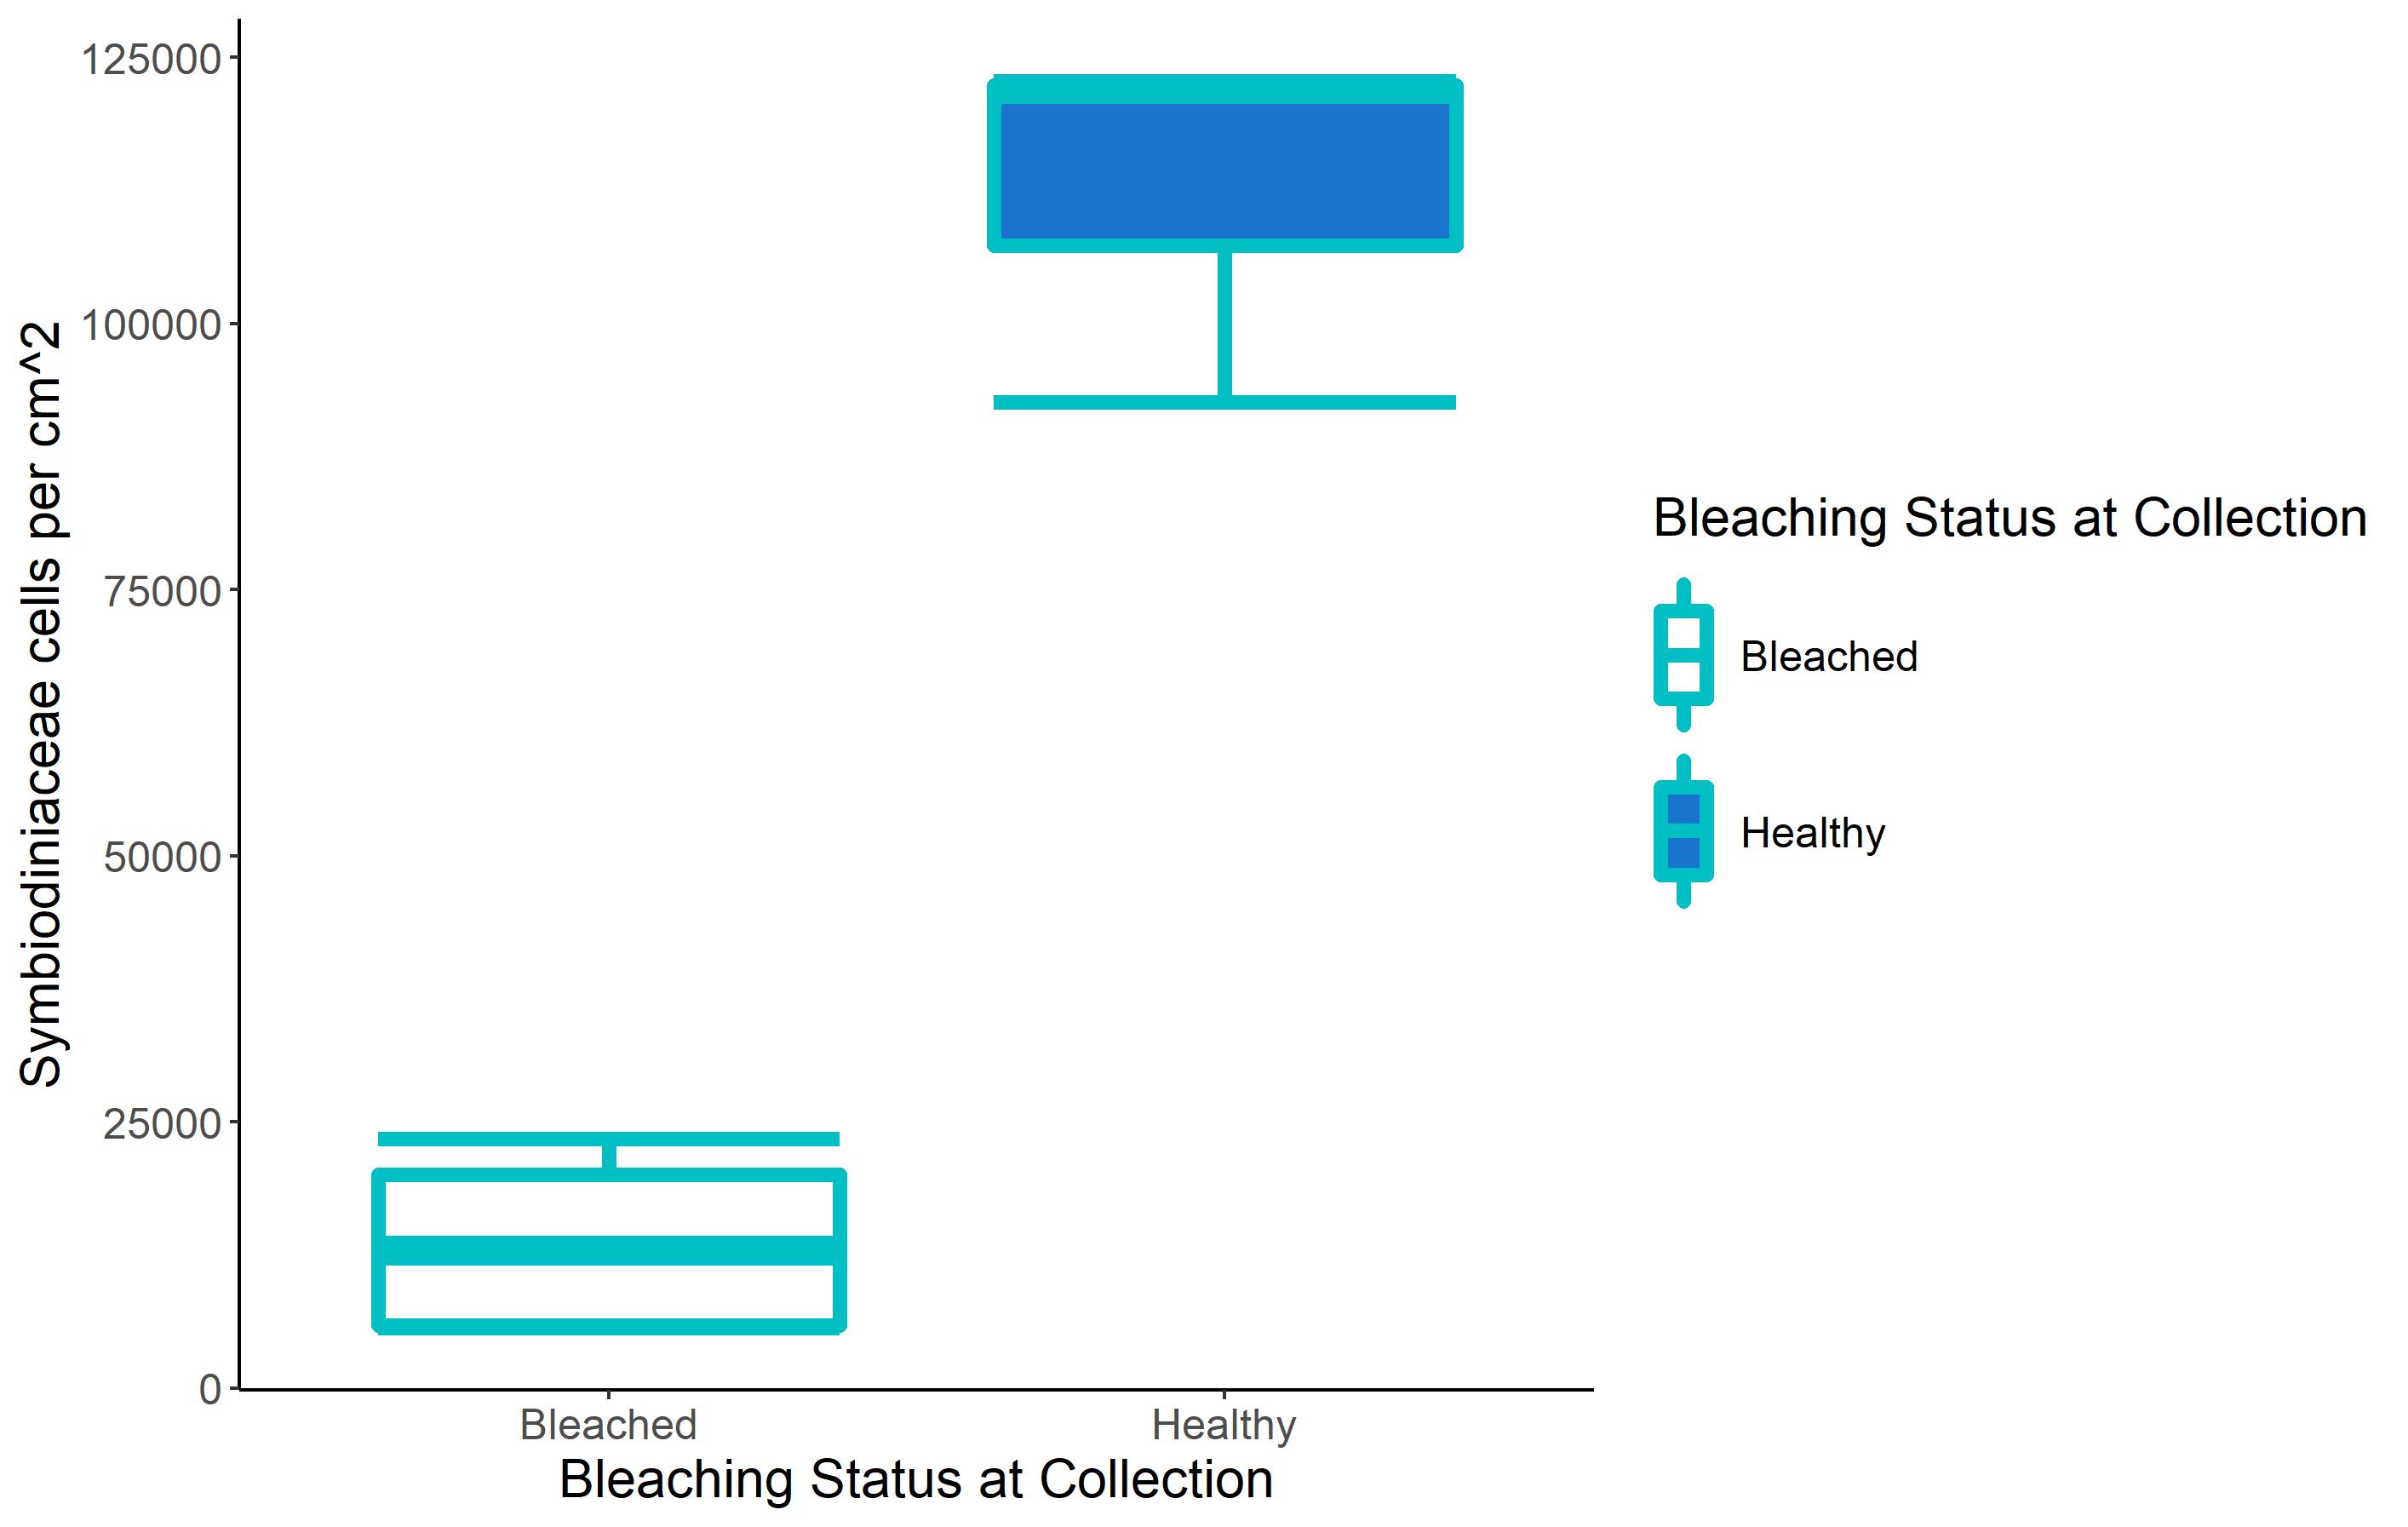 Symbiodiniaceae cells per cm^2
125000
100000
75000
50000
25000
0
Bleached
Healthy
Bleaching Status at Collection
Bleaching Status at Collection
Bleached
Healthy